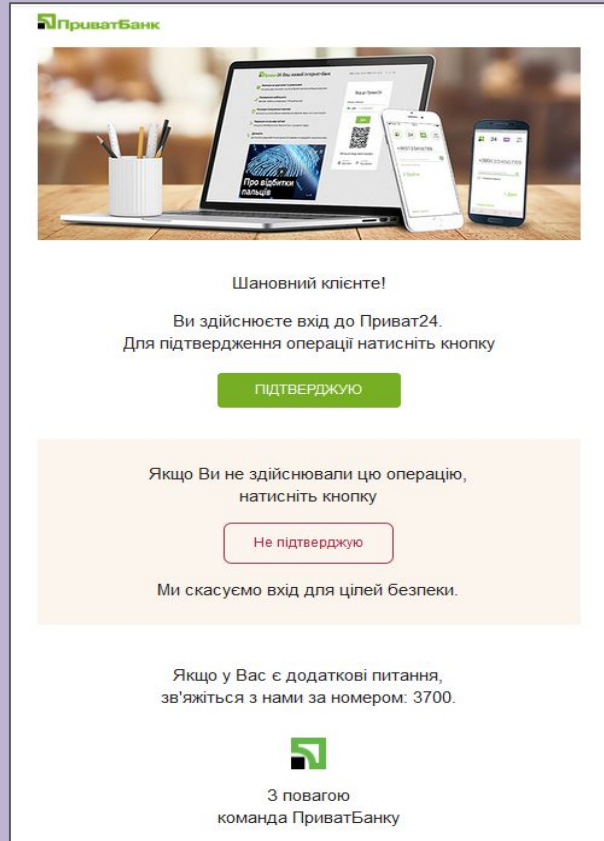 ПриватБанк
Про відбитки
пальців
Шановний клієнте!
Ви здійснюєте вхід до Приват24.
Для підтвердження операції натисніть кнопку
ПІДТВЕРДЖУЮ
Якщо Ви не здійснювали цю операцію,
натисніть кнопку
Не підтверджую
Ми скасуємо вхід для цілей безпеки.
Якщо у Вас є додаткові питання,
зв'яжіться з нами за номером: 3700.
З повагою
команда ПриватБанку